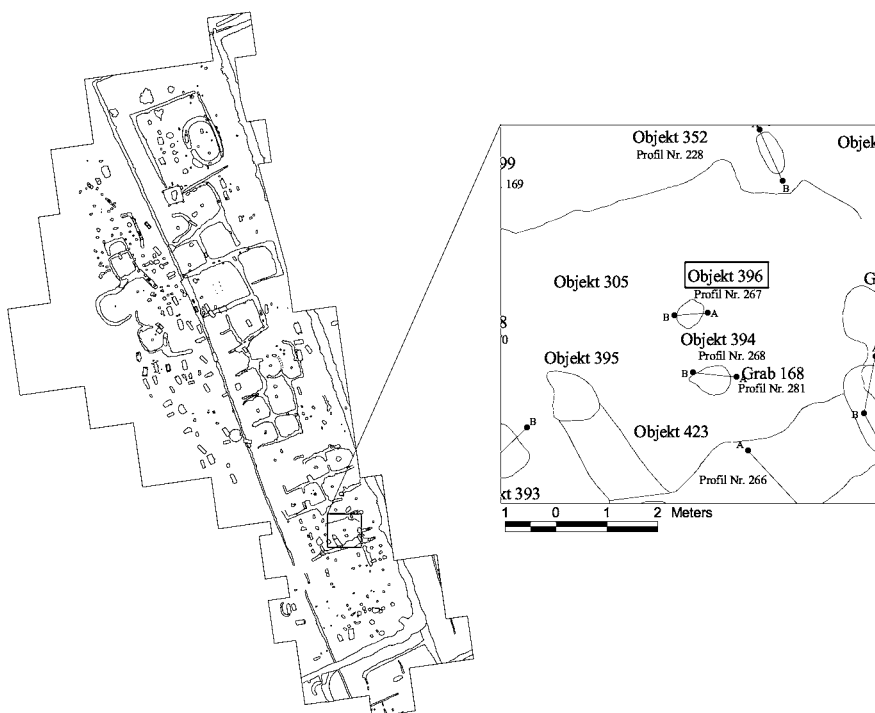 Objekt 352
Profil Nr. 228
Objek
99
169
B
Objekt 396
Profil Nr. 267
Objekt 305
G
B
A
8
70
Objekt 394
Profil Nr. 268
Objekt 395
B
A
Grab 168
Profil Nr. 281
B
B
Objekt 423
A
Profil Nr. 266
kt 393
1 0 1 2 Meters